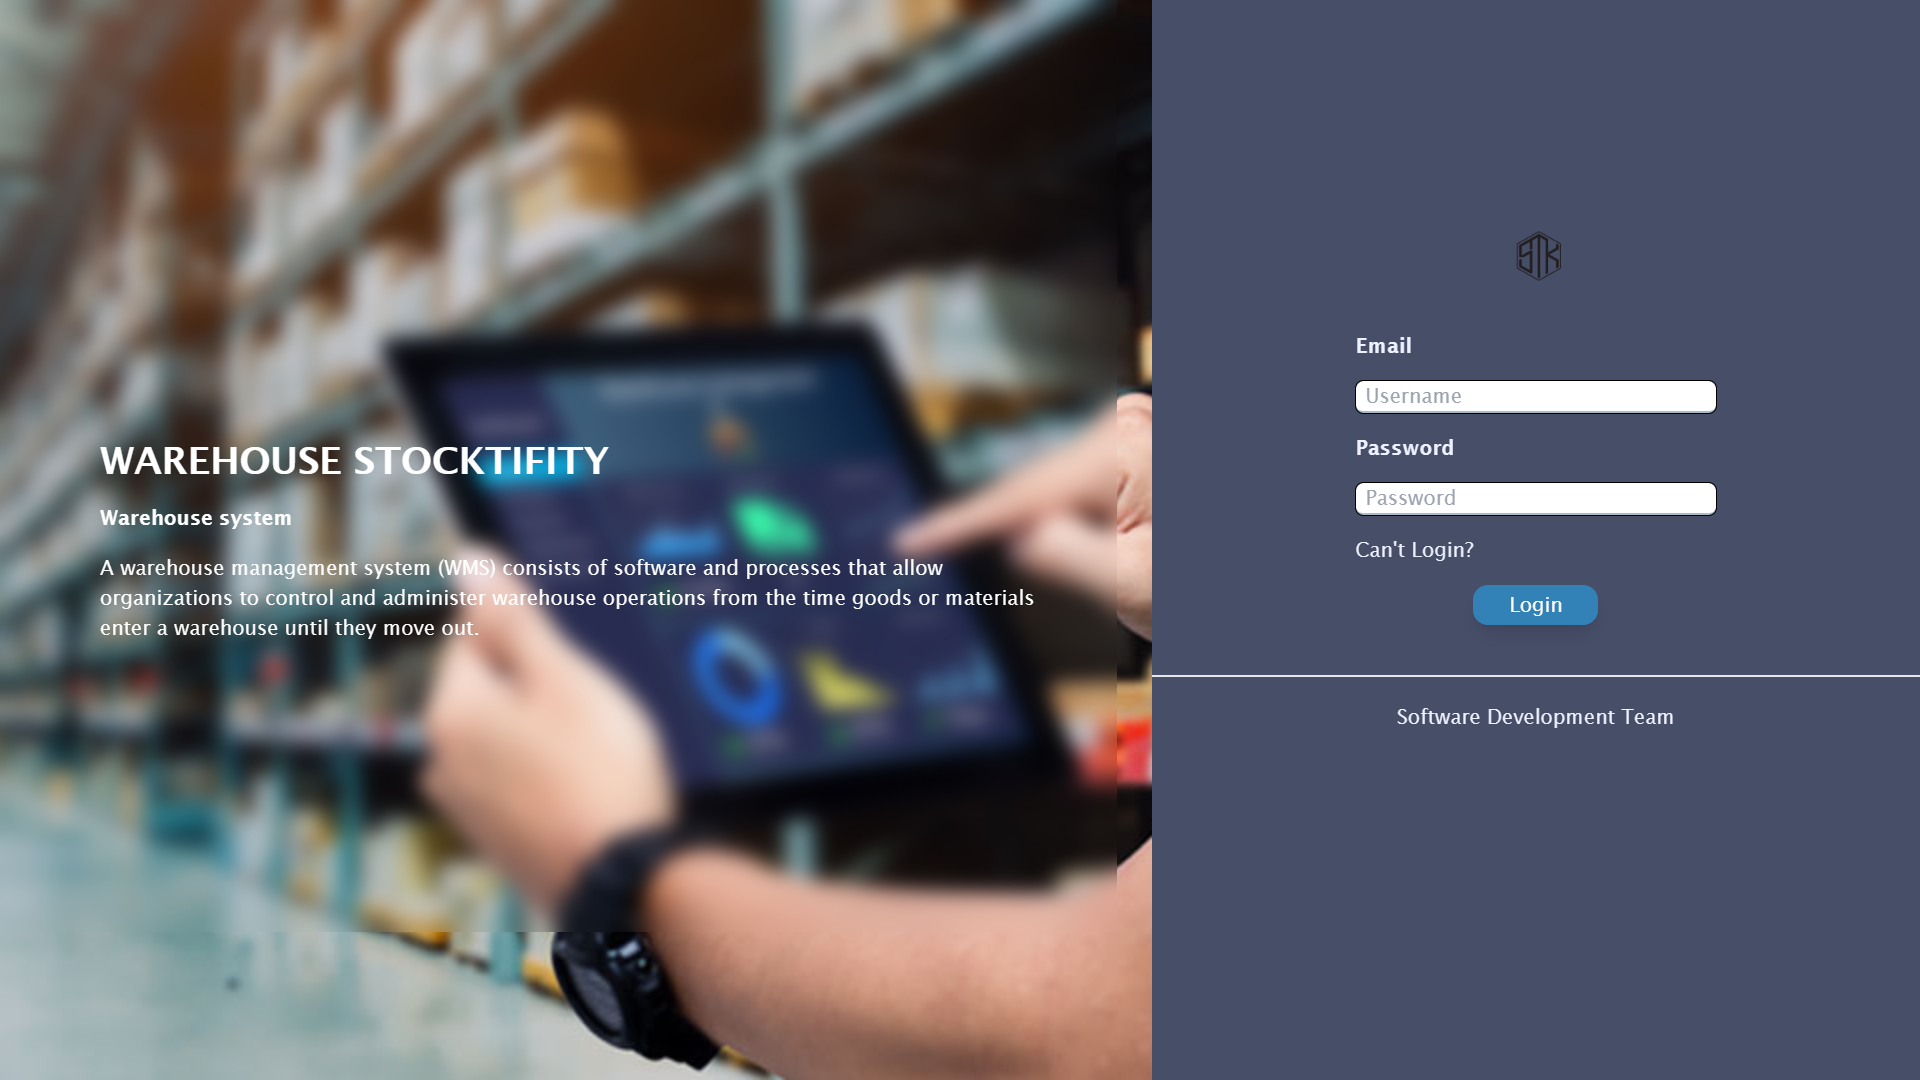 WAREHOUSE STOCKTIFITY
Warehouse system
A warehouse management system (WMS) consists of software and processes that allow
organizations to control and administer warehouse operations from the time goods or materials
enter a warehouse until they move out.
STK
Email
Username
Password
Password
Can't Login?
Login
Software Development Team